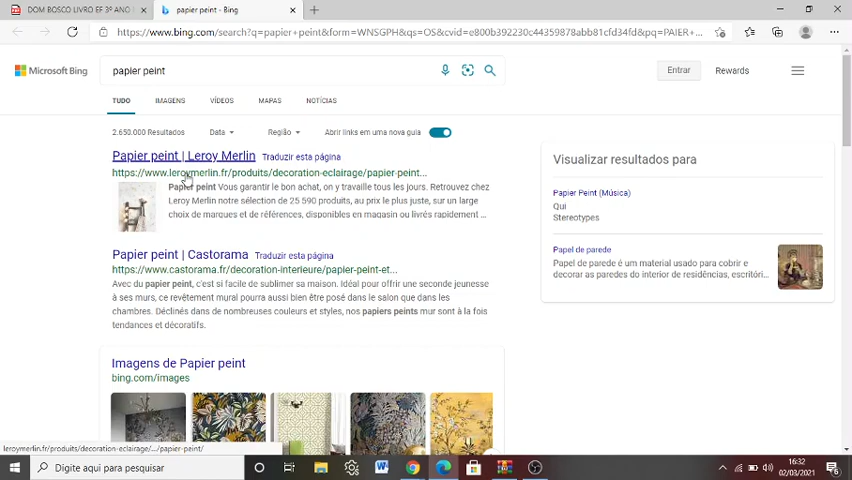 DOM BOSCO LIVRO EF 3º ANO
papier peint - Bing
https://www.bing.com/search?q=papier+peint&form=WNSGPH&qs=OS&cvid=e800b392230c44359878abb81cfd34fd&pq=PAIER+...
Microsoft Bing
papier peint
Entrar
Rewards
TUDO
IMAGENS
VÍDEOS
MAPAS
NOTÍCIAS
2.650.000 Resultados
Data
Região
Abrir links em uma nova guia
Papier peint | Leroy Merlin Traduzir esta página
https://www.leroymerlin.fr/produits/decoration-eclairage/papier-peint...
Papier peint Vous garantir le bon achat, on y travaille tous les jours. Retrouvez chez
Leroy Merlin notre sélection de 25 590 produits, au prix le plus juste, sur un large
choix de marques et de références, disponibles en magasin ou livrés rapidement ...
Papier peint | Castorama Traduzir esta página
https://www.castorama.fr/decoration-interieure/papier-peint-et...
Avec du papier peint, c'est si facile de sublimer sa maison. Idéal pour offrir une seconde jeunesse
à ses murs, ce revêtement mural pourra aussi bien être posé dans le salon que dans les
chambres. Déclinés dans de nombreuses couleurs et styles, nos papiers peints mur sont à la fois
tendances et décoratifs.
Imagens de Papier peint
bing.com/images
Visualizar resultados para
Papier Peint (Música)
Qui
Stereotypes
Papel de parede
Papel de parede é um material usado para cobrir e
decorar as paredes do interior de residências, escritóri...
leroymerlin.fr/produits/decoration-eclairage/.../papier-peint/
Digite aqui para pesquisar
16:32
02/03/2021
6